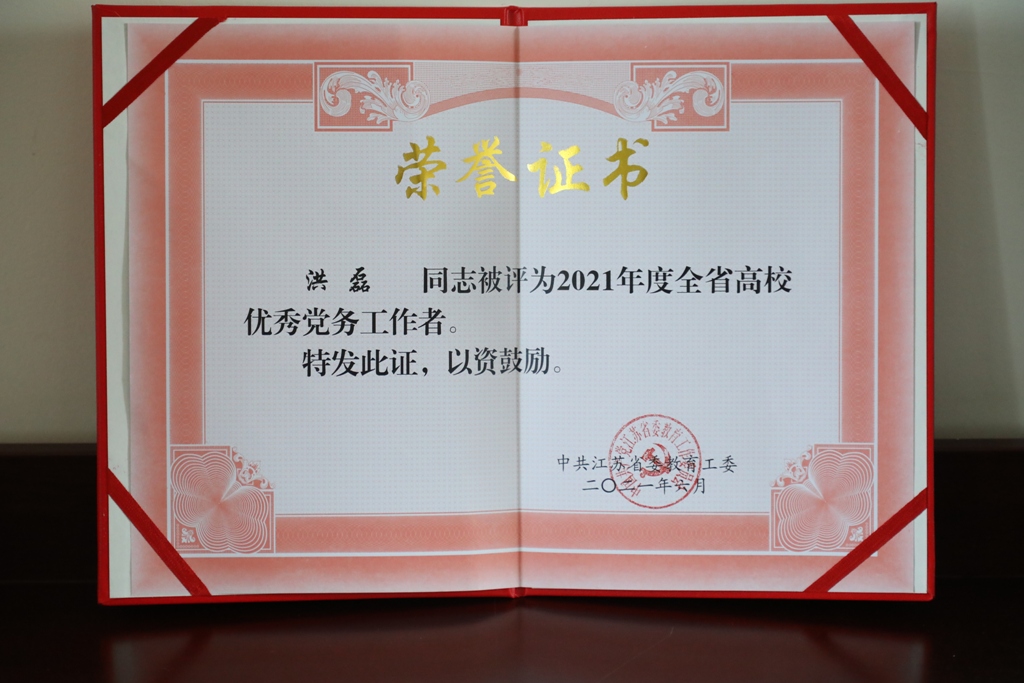 荣誉证书
洪磊 同志被评为2021年度全省高校
优秀党务工作者。
特发此证，以资鼓励。
中共江苏省委教育工委
二〇二一年六月